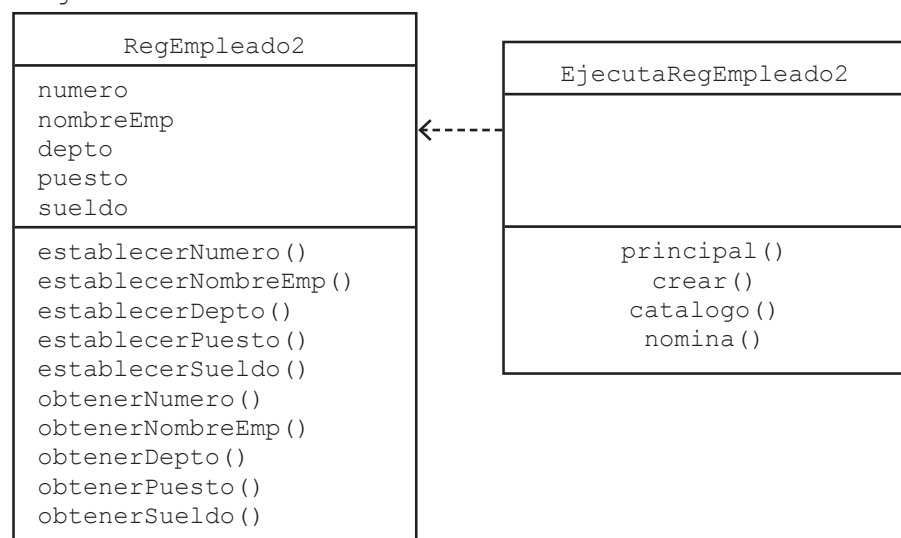 RegEmpleado2
numero
nombreEmp
depto
puesto
sueldo
establecerNumero()
establecerNombreEmp()
establecerDepto()
establecerPuesto()
establecerSueldo()
obtenerNumero()
obtenerNombreEmp()
obtenerDepto()
obtenerPuesto()
obtenerSueldo()
EjecutaRegEmpleado2
principal()
crear()
catalogo()
nomina()